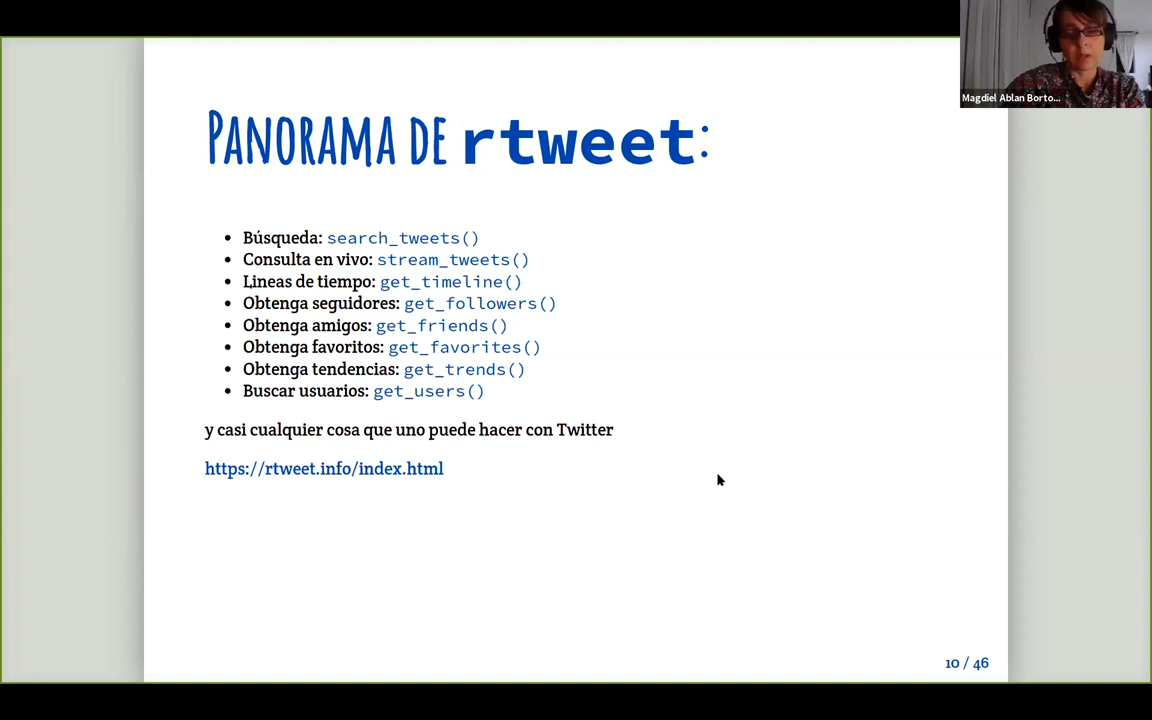 Magdiel Ablan Borto...
PANORAMA DE rtweet:
• Búsqueda: search_tweets()
• Consulta en vivo: stream_tweets()
• Lineas de tiempo: get_timeline()
• Obtenga seguidores: get_followers()
• Obtenga amigos: get_friends()
• Obtenga favoritos: get_favorites()
• Obtenga tendencias: get_trends()
• Buscar usuarios: get_users()
y casi cualquier cosa que uno puede hacer con Twitter
https://rtweet.info/index.html
10 / 46